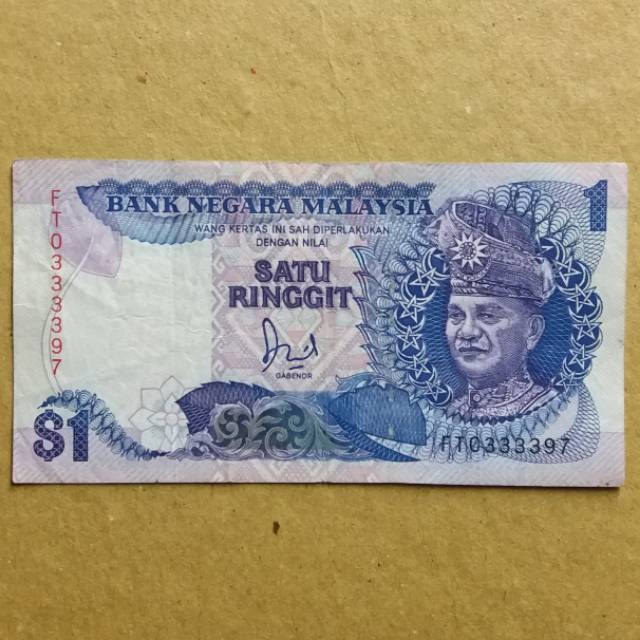 FT0333397
BANK NEGARA MALAYSIA
1
WANG KERTAS INI SAH DIPERLAKUKAN
DENGAN NILAI
SATU
RINGGIT
GABENOR
$1
FT0333397